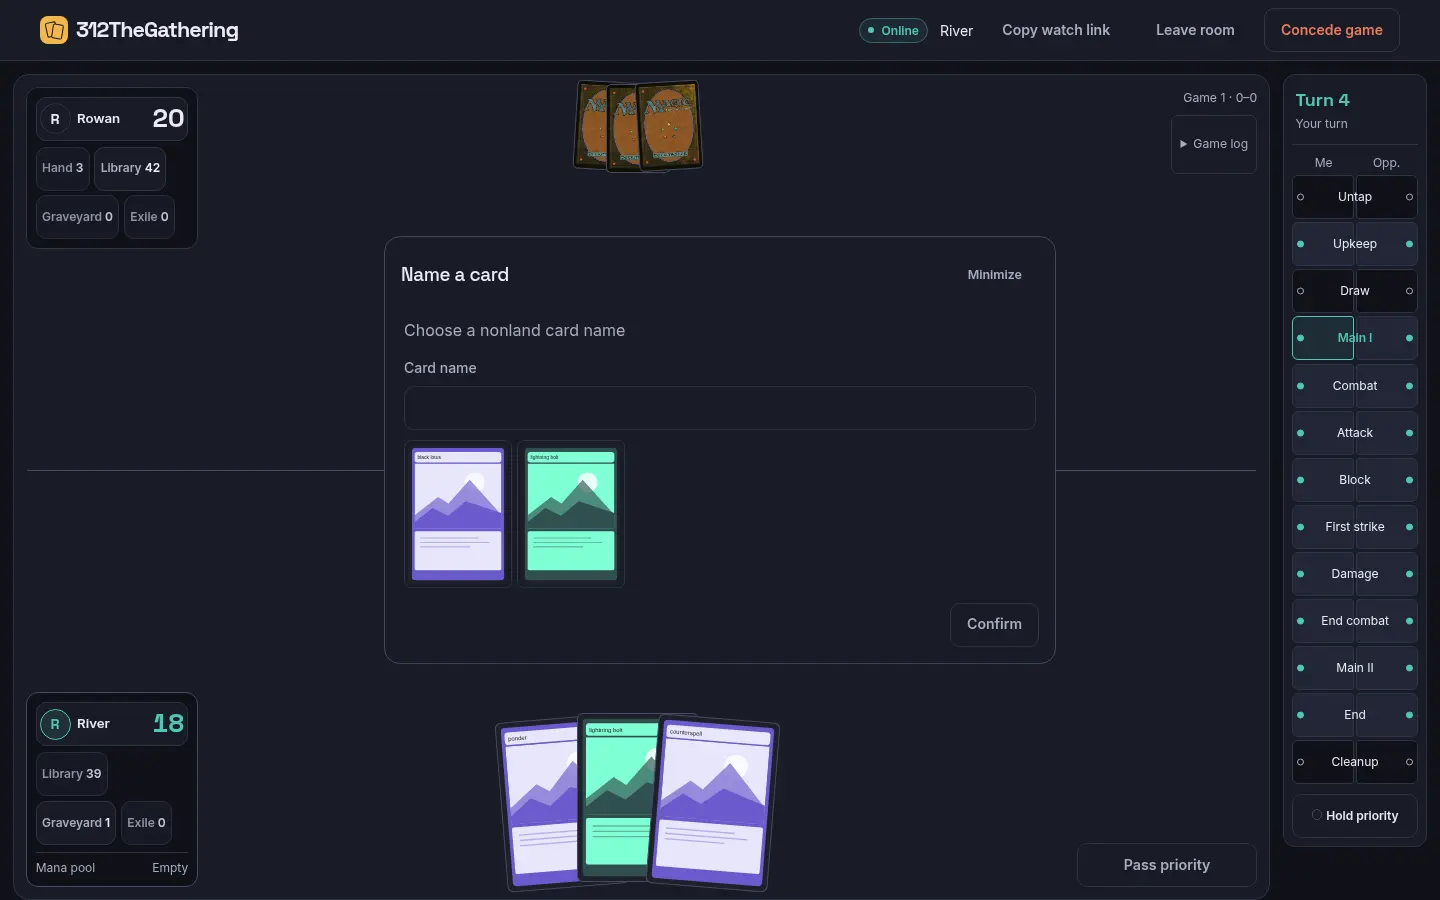 312TheGathering
Online
River
Copy watch link
Leave room
Concede game
R
Rowan
20
Hand 3
Library 42
Graveyard 0
Exile 0
Game 1 · 0–0
Game log
Name a card
Minimize
Choose a nonland card name
Card name
black lotus
lightning bolt
Confirm
R
River
18
Library 39
Graveyard 1
Exile 0
Mana pool
Empty
ponder
lightning bolt
counterspell
Pass priority
Turn 4
Your turn
Me
Opp.
Untap
Upkeep
Draw
Main I
Combat
Attack
Block
First strike
Damage
End combat
Main II
End
Cleanup
Hold priority